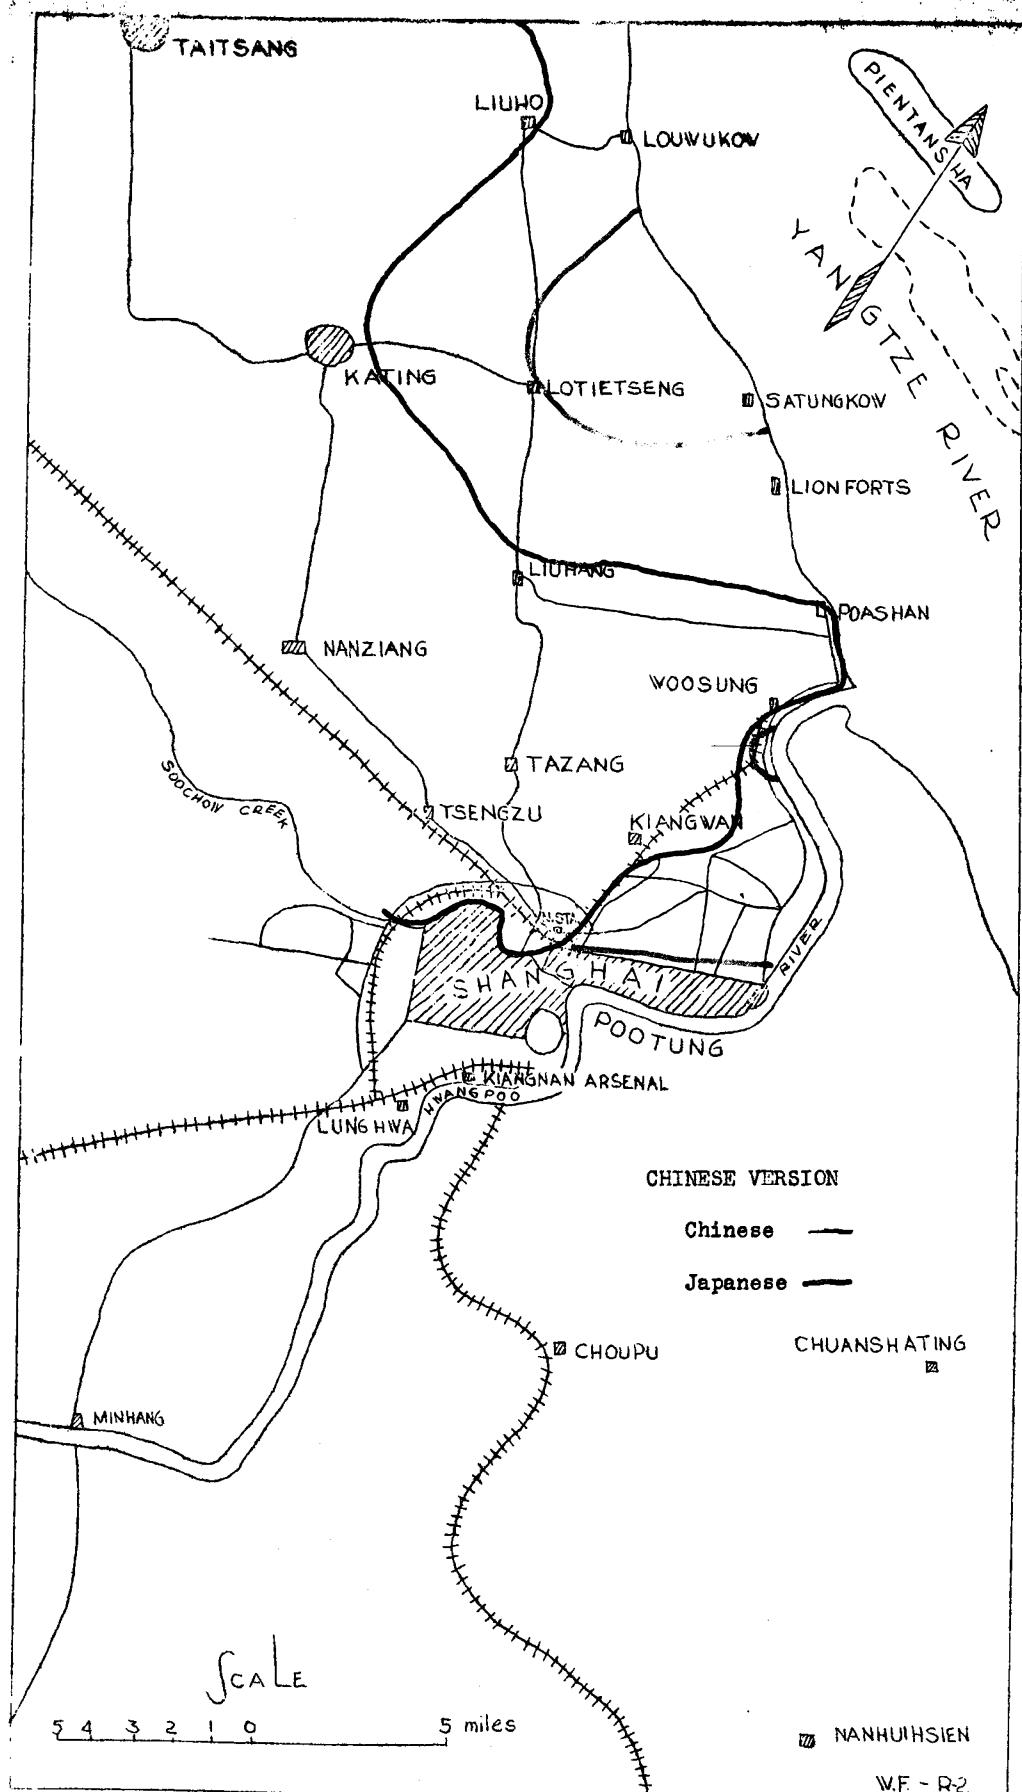 TAITSANG
LIUHO
LOUWUKOW
PIENTANSHA
YANGTZE RIVER
KATING
LOTIETSENG
SATUNGKOW
LION FORTS
LIUHANG
POASHAN
NANZIANG
WOOSUNG
TAZANG
SOOCHOW CREEK
TSENGZU
KIANGWAN
N.STA.
RIVER
SHANGHAI
POOTUNG
KIANGNAN ARSENAL
HWANGPOO
LUNGHWA
CHINESE VERSION
Chinese
Japanese
CHOUPU
CHUANSHATING
MINHANG
SCALE
5 4 3 2 1 0 5 miles
NANHUIHSIEN
W.F. - R-2